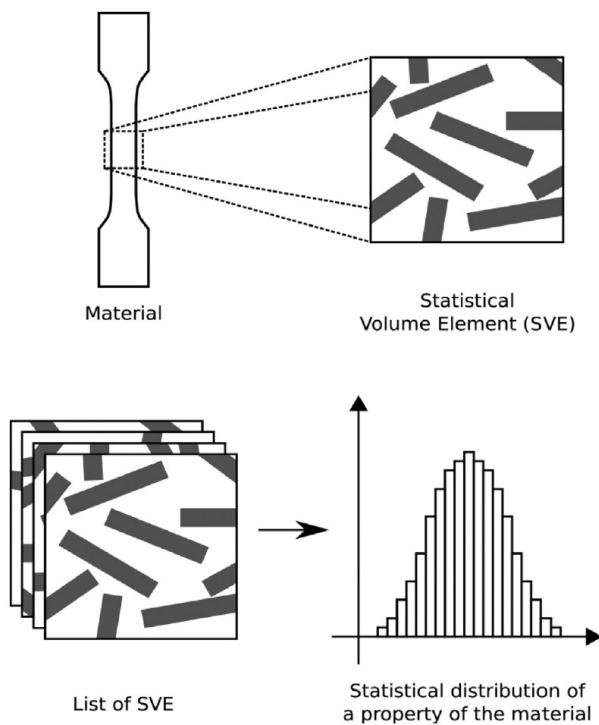 Material
Statistical
Volume Element (SVE)
List of SVE
Statistical distribution of
a property of the material